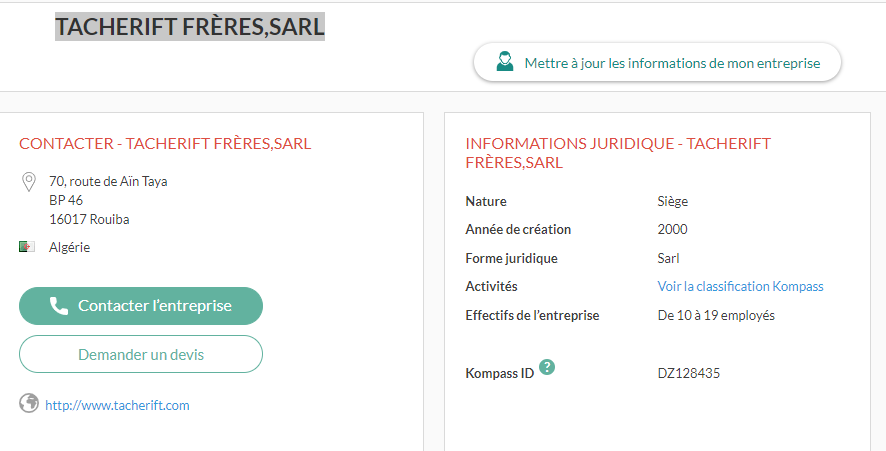 TACHERIFT FRÈRES,SARL
Mettre à jour les informations de mon entreprise
CONTACTER - TACHERIFT FRÈRES,SARL
70, route de Aïn Taya
BP 46
16017 Rouiba
Algérie
Contacter l'entreprise
Demander un devis
http://www.tacherift.com
INFORMATIONS JURIDIQUE - TACHERIFT
FRÈRES,SARL
Nature Siège
Année de création 2000
Forme juridique Sarl
Activités Voir la classification Kompass
Effectifs de l'entreprise De 10 à 19 employés
Kompass ID ? DZ128435